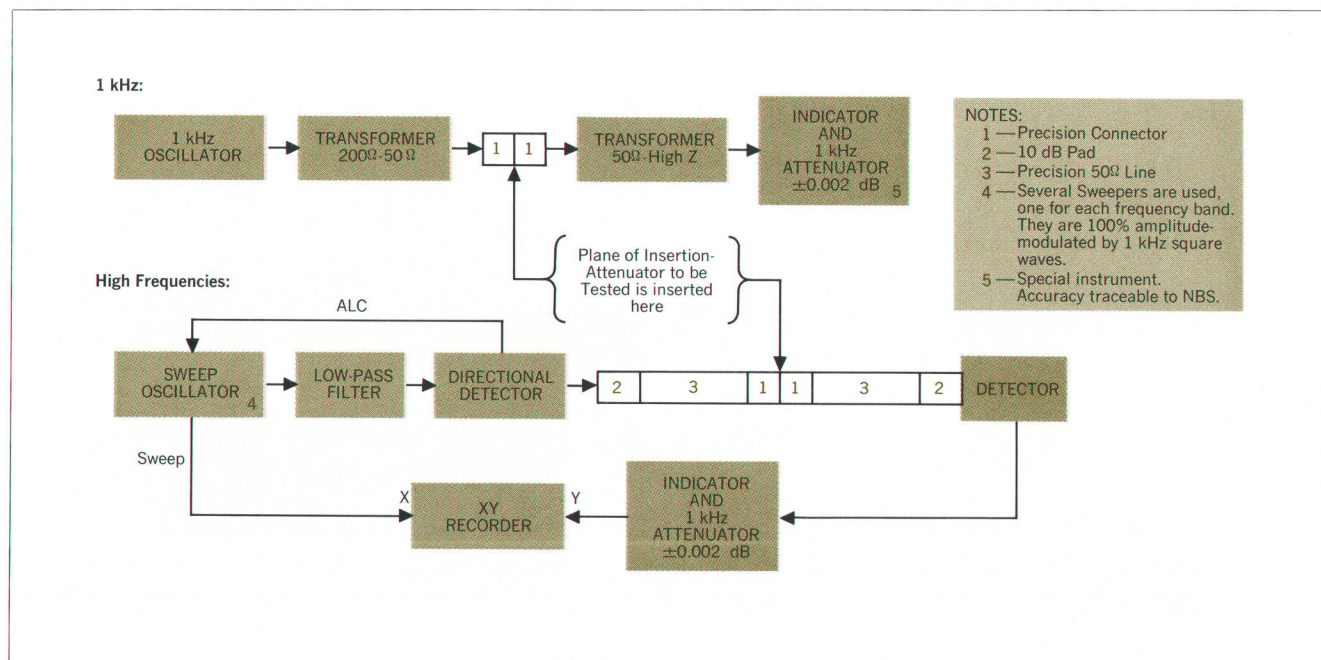 1 kHz:
1 kHz
OSCILLATOR
TRANSFORMER
200Ω-50 Ω
1 1
TRANSFORMER
50Ω-High Z
INDICATOR
AND
1 kHz
ATTENUATOR
±0.002 dB
5
NOTES:
1 — Precision Connector
2 — 10 dB Pad
3 — Precision 50Ω Line
4 — Several Sweepers are used,
one for each frequency band.
They are 100% amplitude-
modulated by 1 kHz square
waves.
5 — Special instrument.
Accuracy traceable to NBS.
Plane of Insertion-
Attenuator to be
Tested is inserted
here
High Frequencies:
ALC
SWEEP
OSCILLATOR
4
LOW-PASS
FILTER
DIRECTIONAL
DETECTOR
2 3 1 1 3 2
DETECTOR
Sweep
X
XY
RECORDER
Y
INDICATOR
AND
1 kHz
ATTENUATOR
±0.002 dB